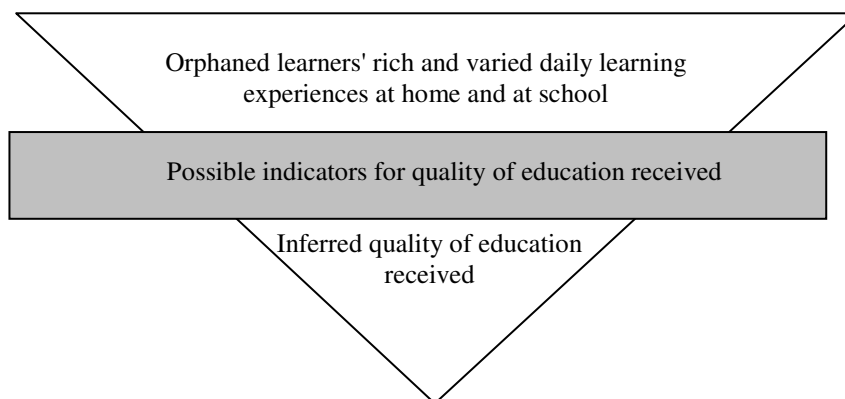 Orphaned learners' rich and varied daily learning
experiences at home and at school
Possible indicators for quality of education received
Inferred quality of education
received